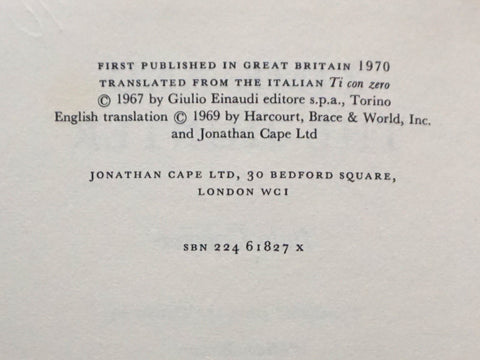 FIRST PUBLISHED IN GREAT BRITAIN 1970
TRANSLATED FROM THE ITALIAN Ti con zero
© 1967 by Giulio Einaudi editore s.p.a., Torino
English translation © 1969 by Harcourt, Brace & World, Inc.
and Jonathan Cape Ltd
JONATHAN CAPE LTD, 30 BEDFORD SQUARE,
LONDON WC1
SBN 224 61827 X